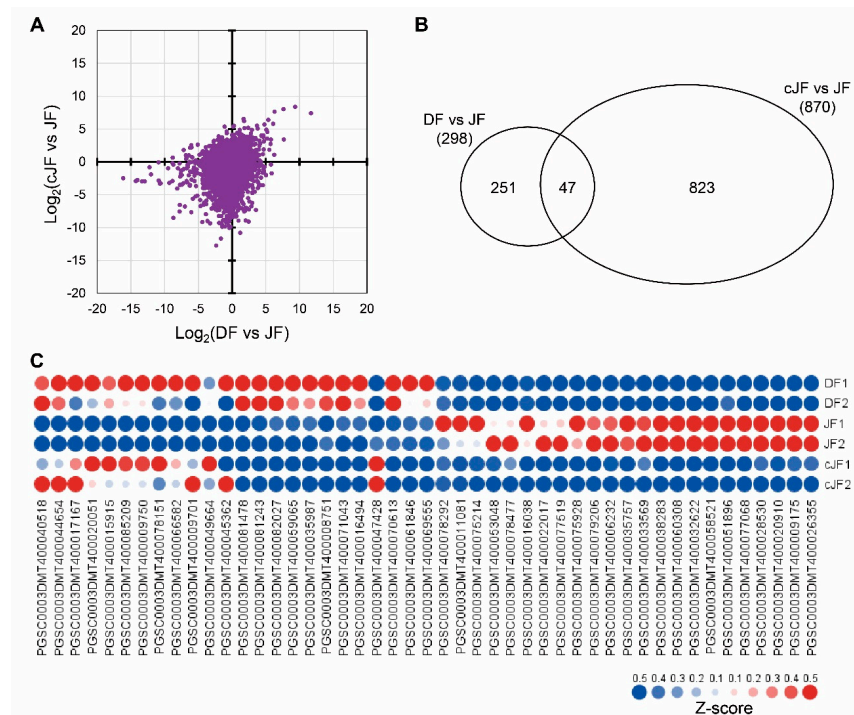 A
20
15
10
5
0
-5
-10
-15
-20
-20 -15 -10 -5 0 5 10 15 20
Log2(cJF vs JF)
Log2(DF vs JF)
B
DF vs JF
(298)
cJF vs JF
(870)
251 47 823
C
DF1
DF2
JF1
JF2
cJF1
cJF2
PGSC0003DMT400040518
PGSC0003DMT400044654
PGSC0003DMT400017167
PGSC0003DMT400020051
PGSC0003DMT400015915
PGSC0003DMT400085209
PGSC0003DMT400009750
PGSC0003DMT400078151
PGSC0003DMT400066582
PGSC0003DMT400009701
PGSC0003DMT400049664
PGSC0003DMT400045362
PGSC0003DMT400081478
PGSC0003DMT400081243
PGSC0003DMT400082027
PGSC0003DMT400059065
PGSC0003DMT400035987
PGSC0003DMT400008751
PGSC0003DMT400071043
PGSC0003DMT400016494
PGSC0003DMT400047428
PGSC0003DMT400070613
PGSC0003DMT400061846
PGSC0003DMT400069555
PGSC0003DMT400078292
PGSC0003DMT400011081
PGSC0003DMT400075214
PGSC0003DMT400053048
PGSC0003DMT400078477
PGSC0003DMT400016038
PGSC0003DMT400022017
PGSC0003DMT400077519
PGSC0003DMT400075928
PGSC0003DMT400079206
PGSC0003DMT400006232
PGSC0003DMT400035757
PGSC0003DMT400033569
PGSC0003DMT400038283
PGSC0003DMT400060308
PGSC0003DMT400032622
PGSC0003DMT400058521
PGSC0003DMT400051896
PGSC0003DMT400077068
PGSC0003DMT400028530
PGSC0003DMT400020910
PGSC0003DMT400009175
PGSC0003DMT400026355
0.5 0.4 0.3 0.2 0.1 0.1 0.2 0.3 0.4 0.5
Z-score